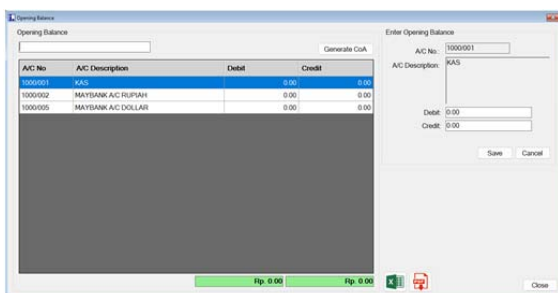 Opening Balance
Opening Balance
Generate CoA
A/C No A/C Description Debit Credit
1000/001 KAS 0.00 0.00
1000/002 MAYBANK A/C RUPIAH 0.00 0.00
1000/005 MAYBANK A/C DOLLAR 0.00 0.00
Rp. 0.00 Rp. 0.00
Enter Opening Balance
A/C No: 1000/001
A/C Description: KAS
Debit: 0.00
Credit: 0.00
Save Cancel
Close